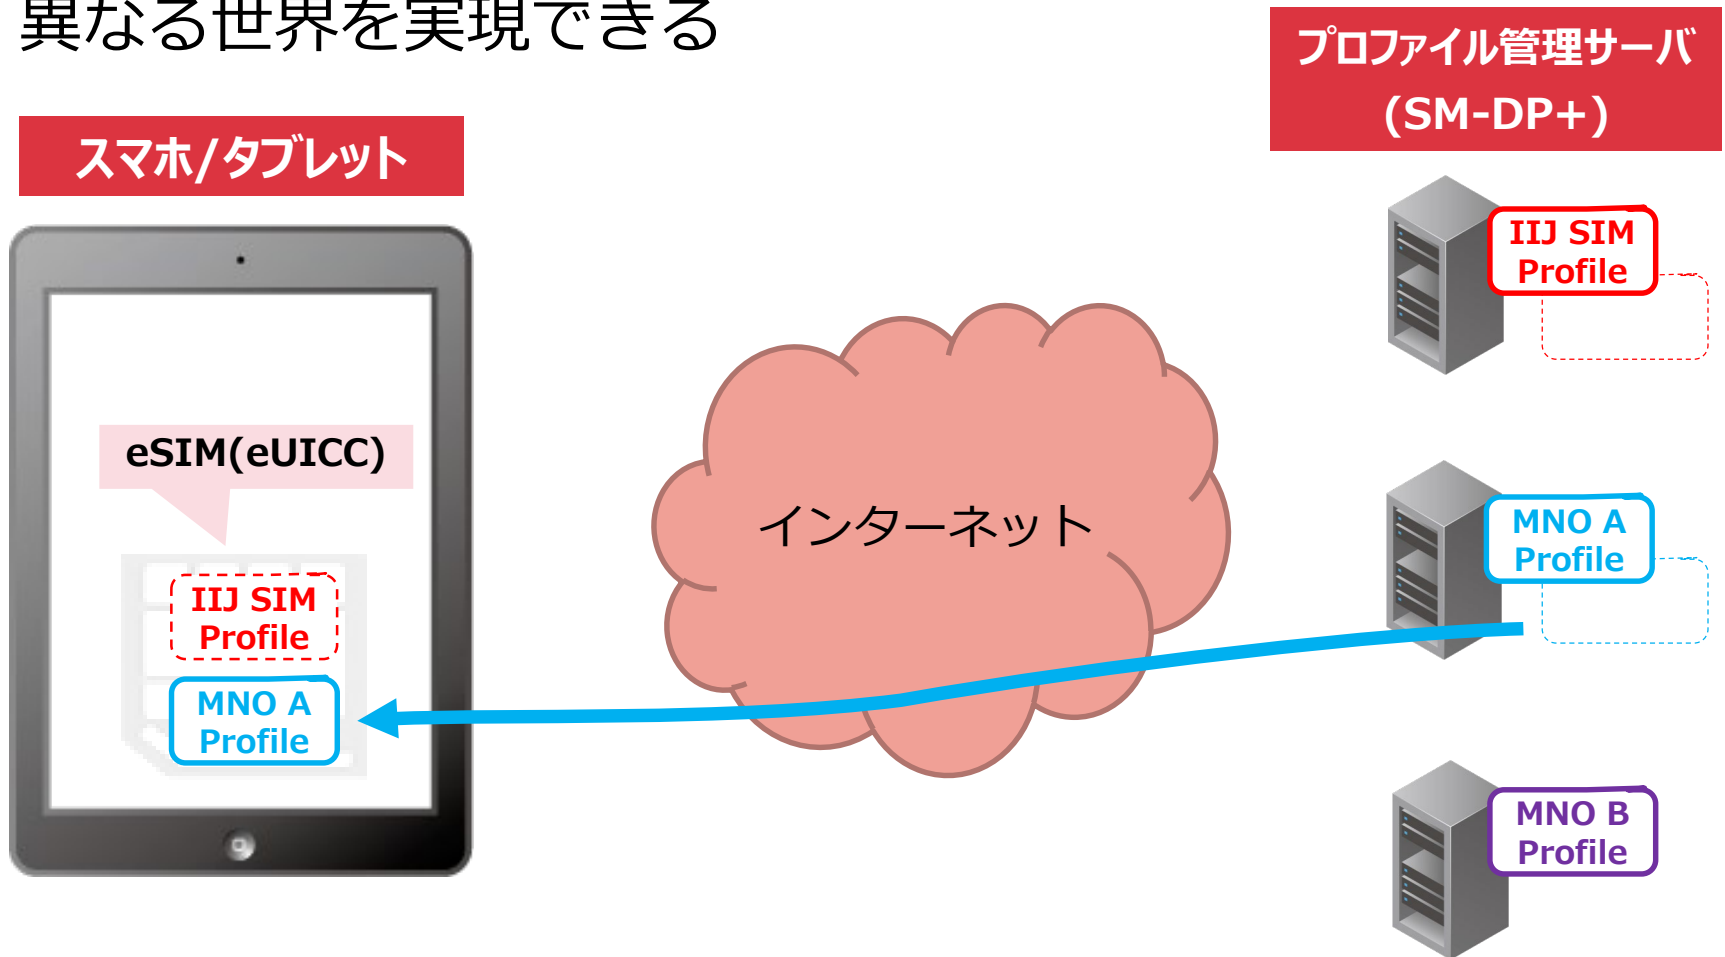 異なる世界を実現できる
プロファイル管理サーバ
(SM-DP+)
スマホ/タブレット
IIJ SIM
Profile
eSIM(eUICC)
インターネット
MNO A
Profile
IIJ SIM
Profile
MNO A
Profile
MNO B
Profile